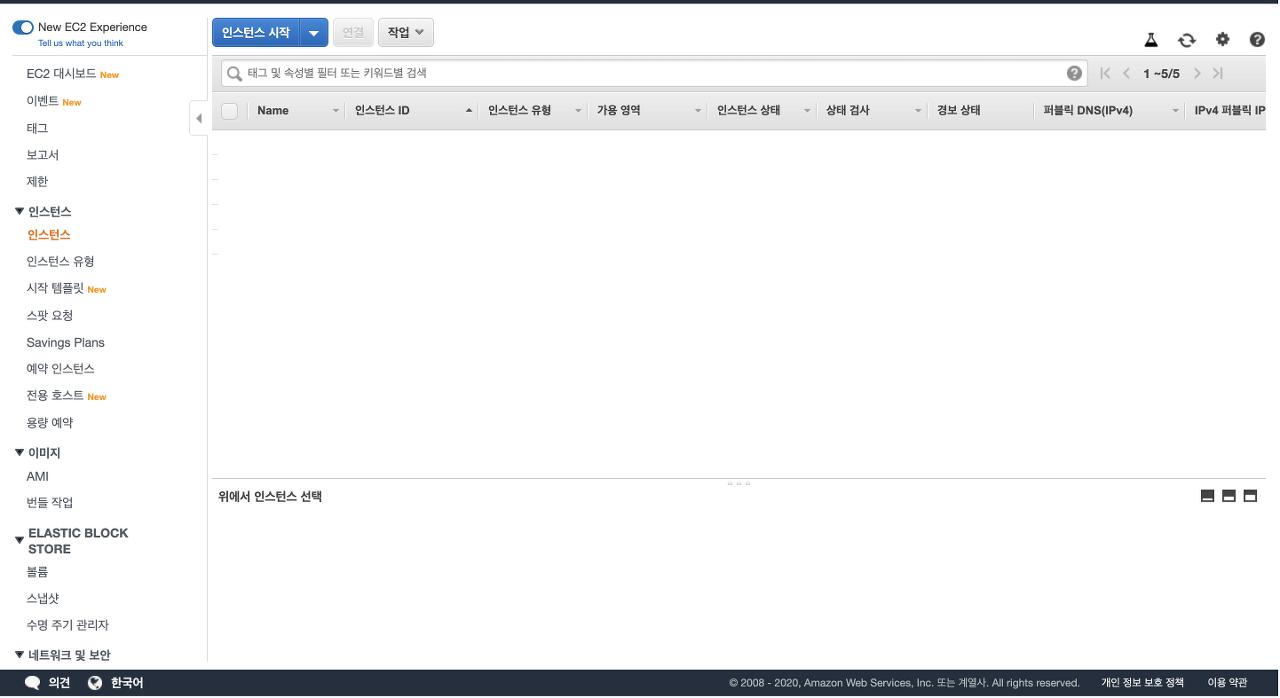 New EC2 Experience
Tell us what you think
EC2 대시보드 New
이벤트 New
태그
보고서
제한
인스턴스
인스턴스
인스턴스 유형
시작 템플릿 New
스팟 요청
Savings Plans
예약 인스턴스
전용 호스트 New
용량 예약
이미지
AMI
번들 작업
ELASTIC BLOCK
STORE
볼륨
스냅샷
수명 주기 관리자
네트워크 및 보안
인스턴스 시작 연결 작업
태그 및 속성별 필터 또는 키워드별 검색 1 ~5/5
Name 인스턴스 ID 인스턴스 유형 가용 영역 인스턴스 상태 상태 검사 경보 상태 퍼블릭 DNS(IPv4) IPv4 퍼블릭 IP
위에서 인스턴스 선택
의견 한국어 © 2008 - 2020, Amazon Web Services, Inc. 또는 계열사. All rights reserved. 개인 정보 보호 정책 이용 약관